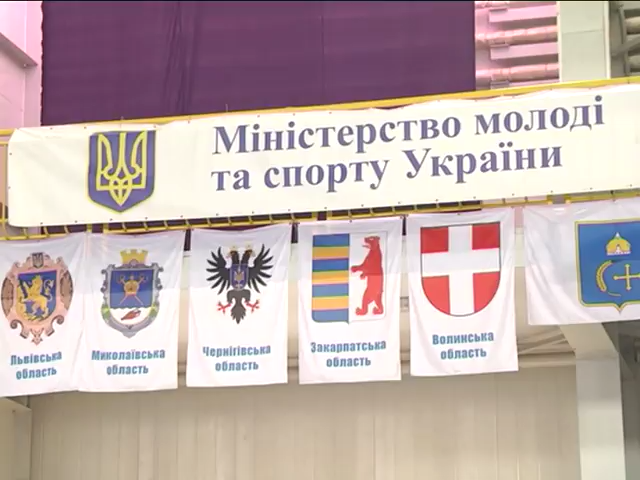 Міністерство молоді
та спорту України
Львівська
область
Миколаївська
область
Чернігівська
область
Закарпатська
область
Волинська
область